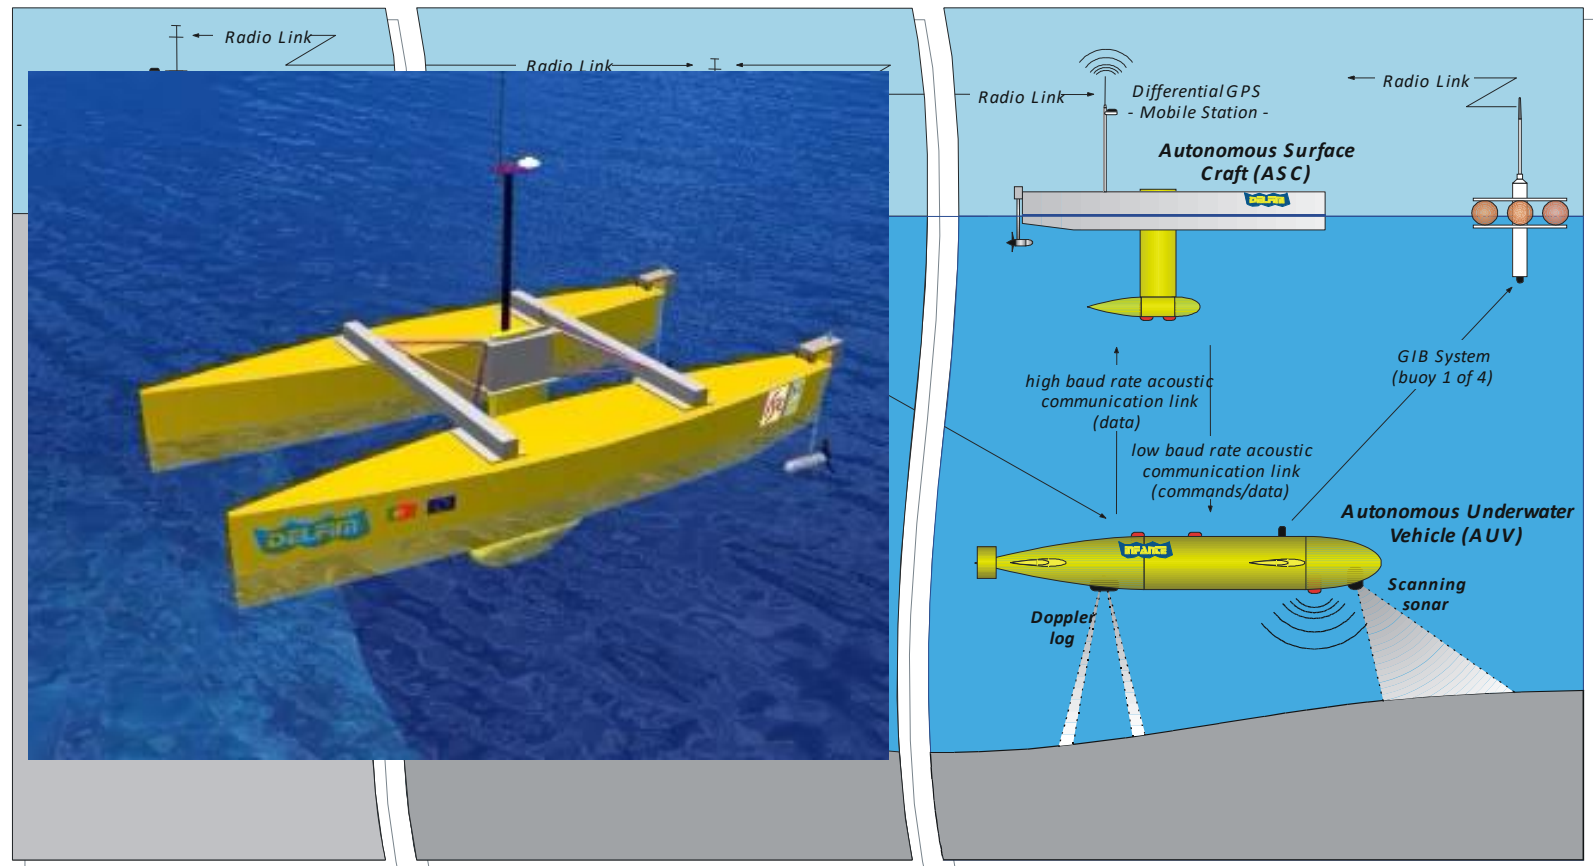 Radio Link
Radio Link
Radio Link
Differential GPS
- Mobile Station -
Radio Link
Autonomous Surface
Craft (ASC)
DELFIM
DELFIM
GIB System
(buoy 1 of 4)
high baud rate acoustic
communication link
(data)
low baud rate acoustic
communication link
(commands/data)
Autonomous Underwater
Vehicle (AUV)
INFANTE
Scanning
sonar
Doppler
log